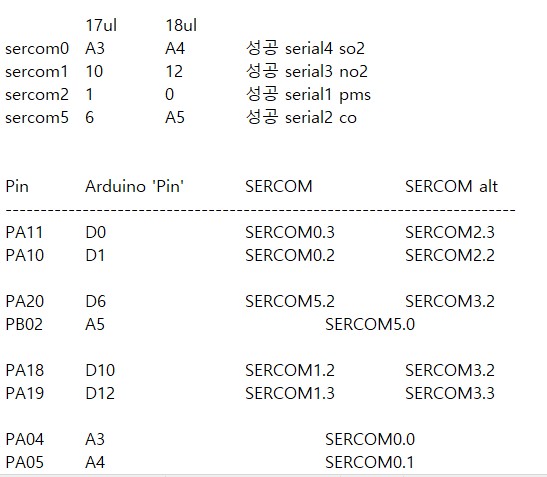 17ul 18ul
sercom0 A3 A4 성공 serial4 so2
sercom1 10 12 성공 serial3 no2
sercom2 1 0 성공 serial1 pms
sercom5 6 A5 성공 serial2 co
Pin Arduino 'Pin' SERCOM SERCOM alt
-----------------------------------------------------------------------
PA11 D0 SERCOM0.3 SERCOM2.3
PA10 D1 SERCOM0.2 SERCOM2.2
PA20 D6 SERCOM5.2 SERCOM3.2
PB02 A5 SERCOM5.0
PA18 D10 SERCOM1.2 SERCOM3.2
PA19 D12 SERCOM1.3 SERCOM3.3
PA04 A3 SERCOM0.0
PA05 A4 SERCOM0.1